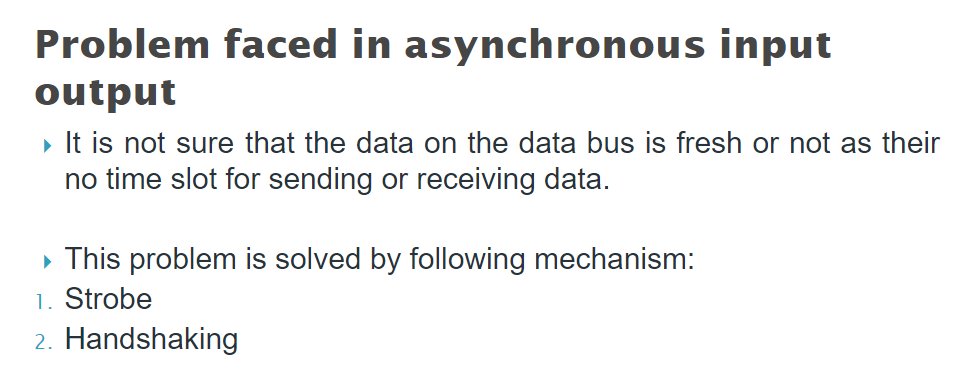 Problem faced in asynchronous input
output
It is not sure that the data on the data bus is fresh or not as their
no time slot for sending or receiving data.
This problem is solved by following mechanism:
1. Strobe
2. Handshaking